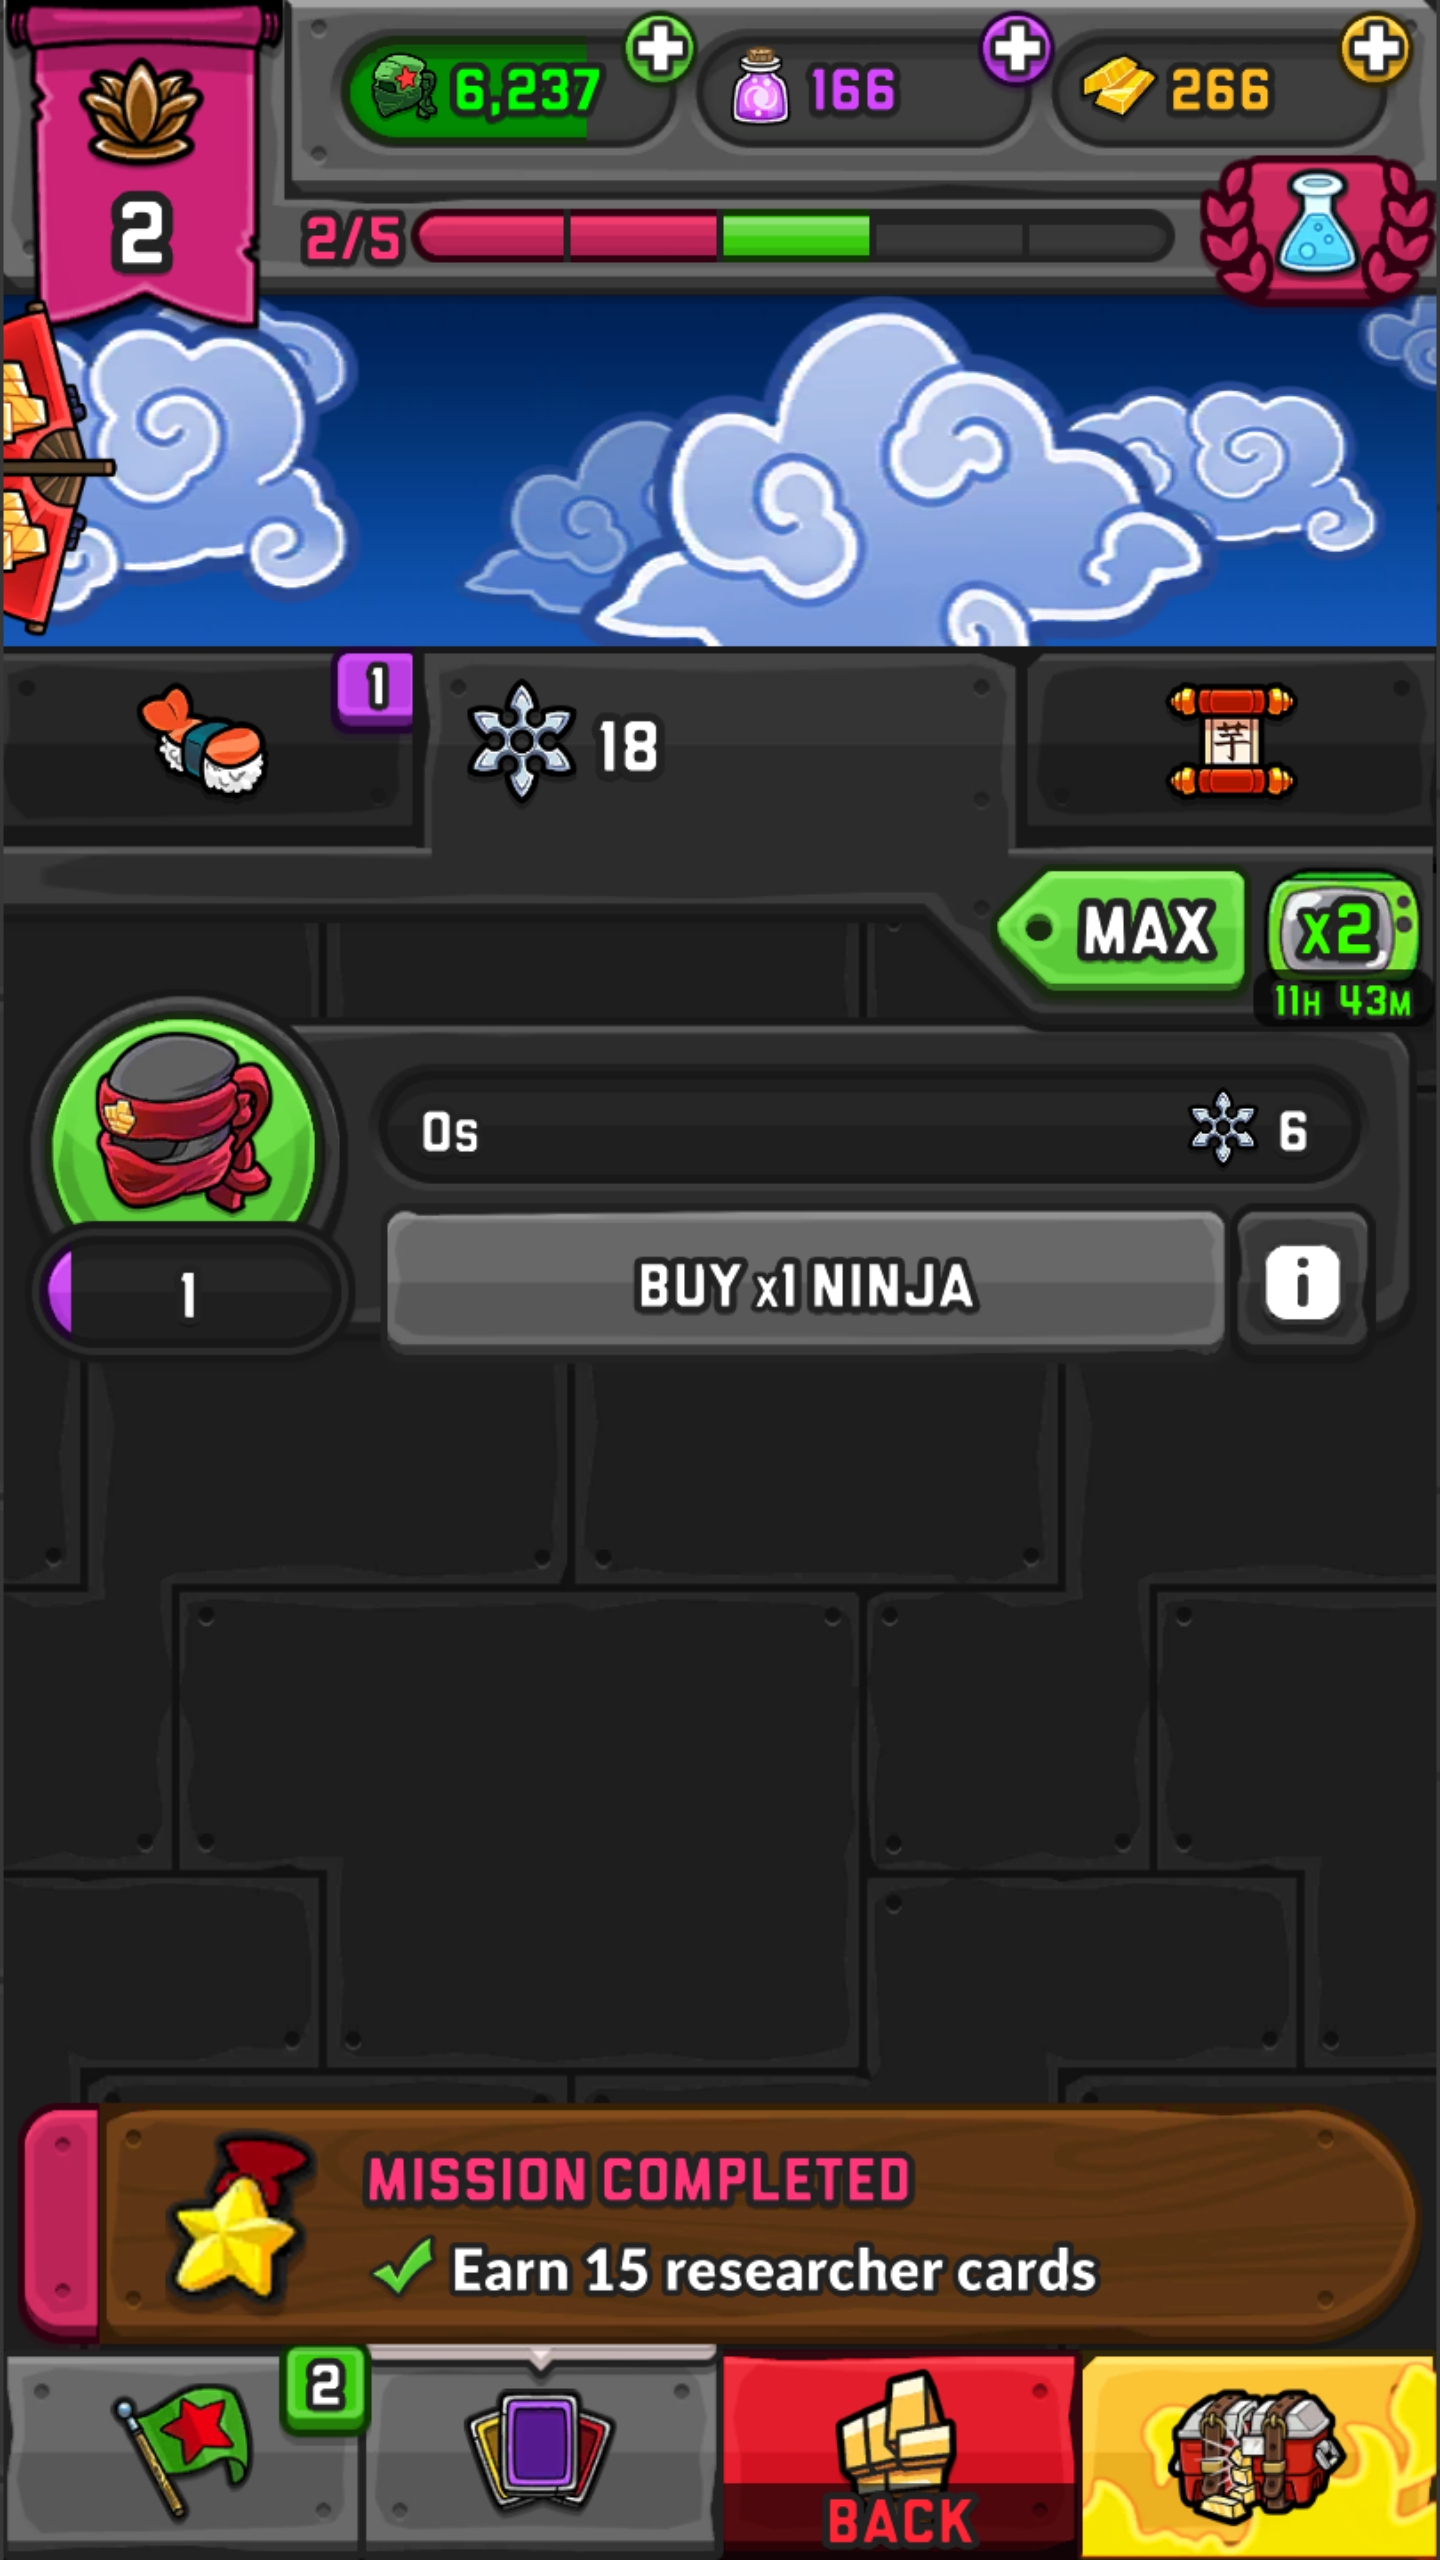 6,237
166
266
2
2/5
1
18
芋
MAX
x2
11H 43M
0s
6
1
BUY x1 NINJA
i
MISSION COMPLETED
Earn 15 researcher cards
2
BACK